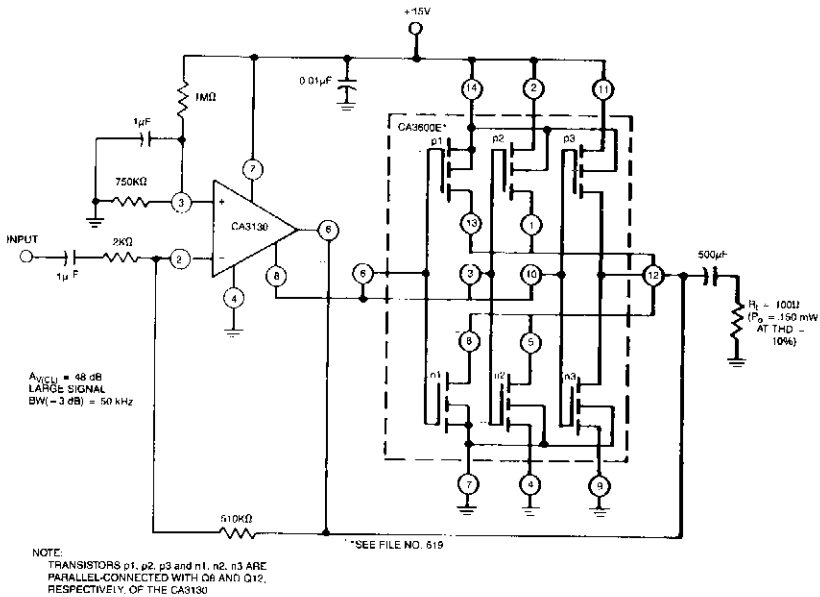 +15V
0.01µF
1MΩ
1µF
750KΩ
14
2
11
CA3600E*
p1
p2
p3
7
3
+
CA3130
6
13
1
INPUT
1µF
2KΩ
2
−
8
4
6
3
10
12
500µF
RL = 100Ω
(Po = .150 mW
AT THD =
10%)
8
5
AV(CL) = 48 dB
LARGE SIGNAL
BW(−3 dB) = 50 kHz
n1
n2
n3
7
4
9
510KΩ
*SEE FILE NO. 619
NOTE:
TRANSISTORS p1, p2, p3 and n1, n2, n3 ARE
PARALLEL-CONNECTED WITH Q8 AND Q12,
RESPECTIVELY, OF THE CA3130